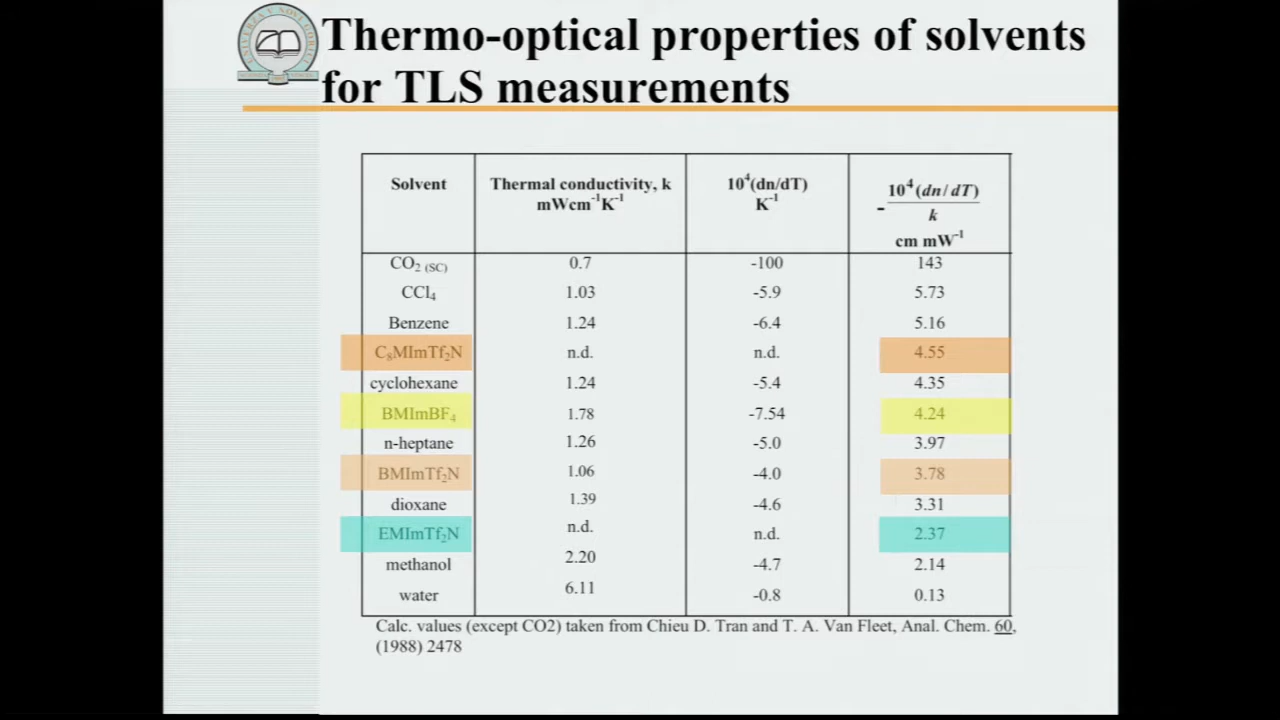 Thermo-optical properties of solvents
for TLS measurements
Solvent Thermal conductivity, k 10⁴(dn/dT) - 10⁴(dn/dT)/k
mWcm⁻¹K⁻¹ K⁻¹ cm mW⁻¹
CO₂ (SC) 0.7 -100 143
CCl₄ 1.03 -5.9 5.73
Benzene 1.24 -6.4 5.16
C₈MImTf₂N n.d. n.d. 4.55
cyclohexane 1.24 -5.4 4.35
BMImBF₄ 1.78 -7.54 4.24
n-heptane 1.26 -5.0 3.97
BMImTf₂N 1.06 -4.0 3.78
dioxane 1.39 -4.6 3.31
EMImTf₂N n.d. n.d. 2.37
methanol 2.20 -4.7 2.14
water 6.11 -0.8 0.13
Calc. values (except CO2) taken from Chieu D. Tran and T. A. Van Fleet, Anal. Chem. 60,
(1988) 2478